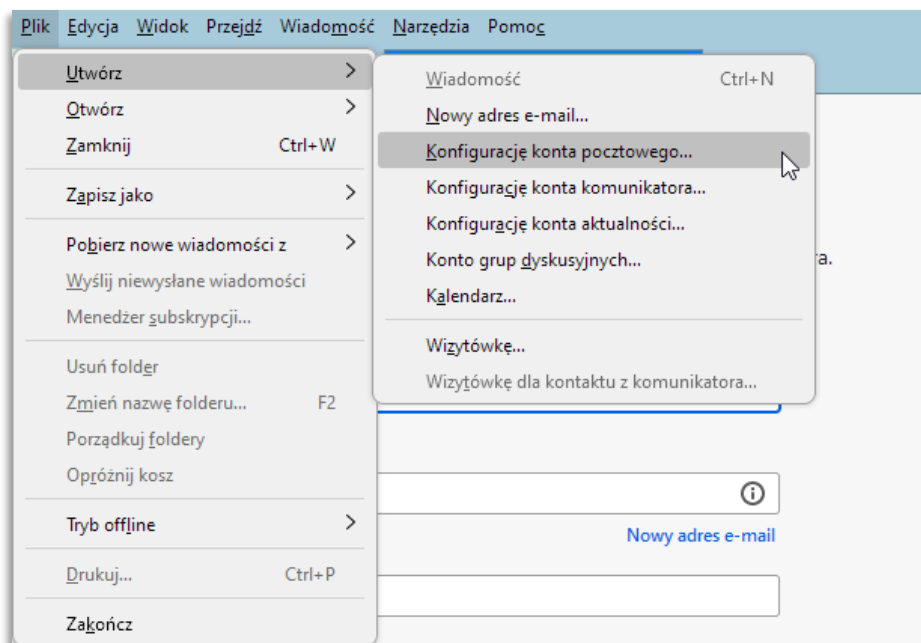 Plik Edycja Widok Przejdź Wiadomość Narzędzia Pomoc
Utwórz
Otwórz
Zamknij Ctrl+W
Zapisz jako
Pobierz nowe wiadomości z
Wyślij niewysłane wiadomości
Menedżer subskrypcji...
Usuń folder
Zmień nazwę folderu... F2
Porządkuj foldery
Opróżnij kosz
Tryb offline
Drukuj... Ctrl+P
Zakończ
Wiadomość Ctrl+N
Nowy adres e-mail...
Konfigurację konta pocztowego...
Konfigurację konta komunikatora...
Konfigurację konta aktualności...
Konto grup dyskusyjnych...
Kalendarz...
Wizytówkę...
Wizytówkę dla kontaktu z komunikatora...
ra.
Nowy adres e-mail